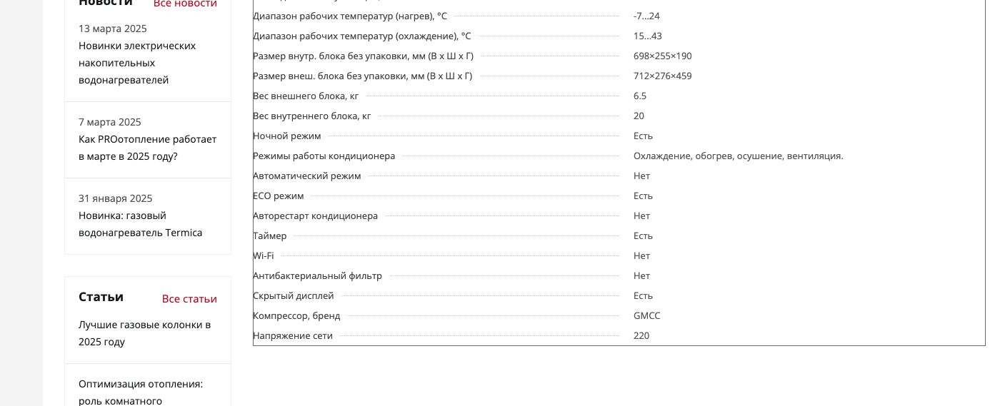 Новости Все новости
13 марта 2025
Новинки электрических
накопительных
водонагревателей
7 марта 2025
Как PROотопление работает
в марте в 2025 году?
31 января 2025
Новинка: газовый
водонагреватель Termica
Статьи Все статьи
Лучшие газовые колонки в
2025 году
Оптимизация отопления:
роль комнатного
Диапазон рабочих температур (нагрев), °С -7...24
Диапазон рабочих температур (охлаждение), °С 15...43
Размер внутр. блока без упаковки, мм (В х Ш х Г) 698×255×190
Размер внеш. блока без упаковки, мм (В х Ш х Г) 712×276×459
Вес внешнего блока, кг 6.5
Вес внутреннего блока, кг 20
Ночной режим Есть
Режимы работы кондиционера Охлаждение, обогрев, осушение, вентиляция.
Автоматический режим Нет
ECO режим Есть
Авторестарт кондиционера Нет
Таймер Есть
Wi-Fi Нет
Антибактериальный фильтр Нет
Скрытый дисплей Есть
Компрессор, бренд GMCC
Напряжение сети 220